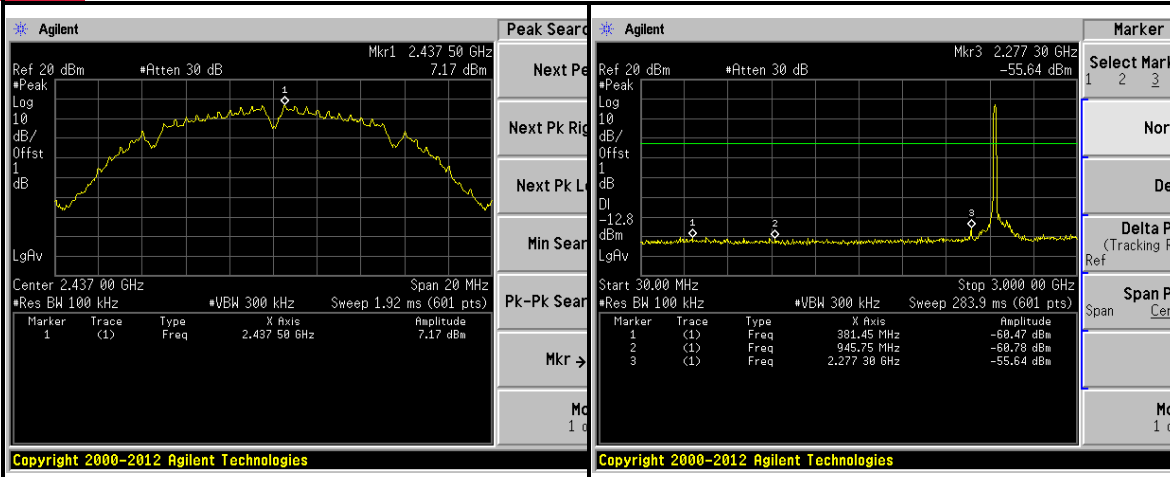 Agilent
Peak Searc
Mkr1 2.437 50 GHz
Ref 20 dBm #Atten 30 dB 7.17 dBm
#Peak
Log
10
dB/
Offst
1
dB
LgAv
1
Center 2.437 00 GHz Span 20 MHz
#Res BW 100 kHz #VBW 300 kHz Sweep 1.92 ms (601 pts)
Marker Trace Type X Axis Amplitude
1 (1) Freq 2.437 50 GHz 7.17 dBm
Next Pe
Next Pk Rig
Next Pk L
Min Sear
Pk-Pk Sear
Mkr →
Mo
1 o
Copyright 2000-2012 Agilent Technologies
Agilent
Marker
Mkr3 2.277 30 GHz
Ref 20 dBm #Atten 30 dB -55.64 dBm
#Peak
Log
10
dB/
Offst
1
dB
DI
-12.8
dBm
LgAv
1
2
3
Start 30.00 MHz Stop 3.000 00 GHz
#Res BW 100 kHz #VBW 300 kHz Sweep 283.9 ms (601 pts)
Marker Trace Type X Axis Amplitude
1 (1) Freq 381.45 MHz -60.47 dBm
2 (1) Freq 945.75 MHz -60.78 dBm
3 (1) Freq 2.277 30 GHz -55.64 dBm
Select Mark
1 2 3
Nor
De
Delta P
(Tracking R
Ref
Span P
Span Cen
Mo
1 o
Copyright 2000-2012 Agilent Technologies